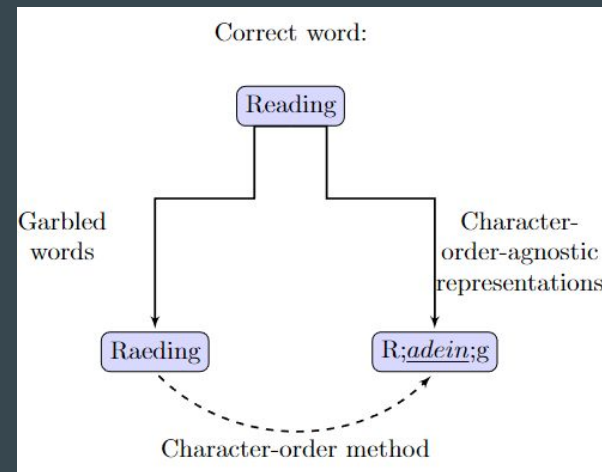 Correct word:
Reading
Garbled
words
Character-
order-agnostic
representations
Raeding
R;adein;g
Character-order method